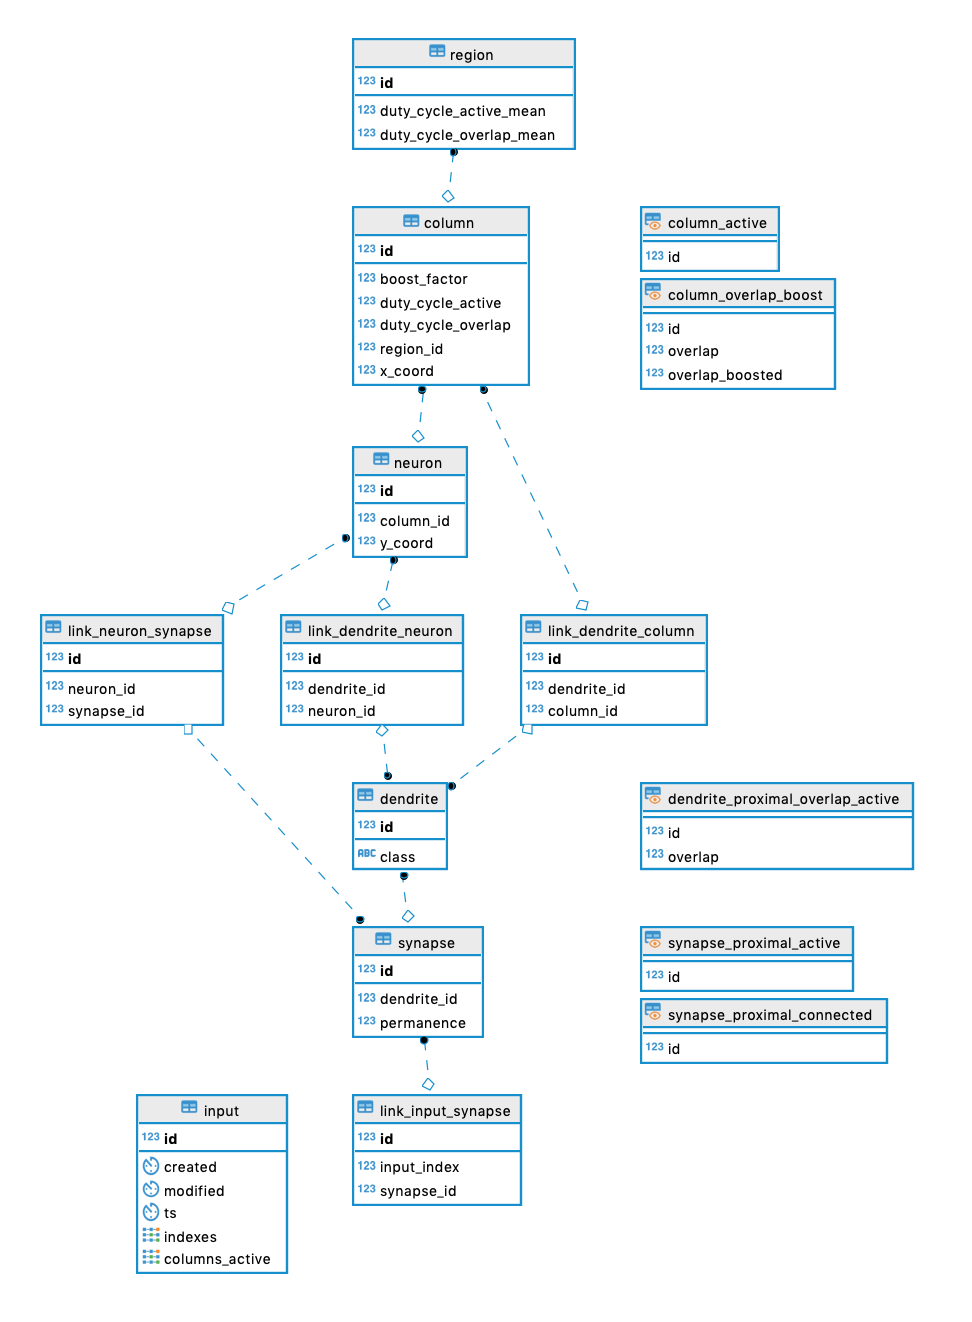 region
123 id
123 duty_cycle_active_mean
123 duty_cycle_overlap_mean
column
123 id
123 boost_factor
123 duty_cycle_active
123 duty_cycle_overlap
123 region_id
123 x_coord
column_active
123 id
column_overlap_boost
123 id
123 overlap
123 overlap_boosted
neuron
123 id
123 column_id
123 y_coord
link_neuron_synapse
123 id
123 neuron_id
123 synapse_id
link_dendrite_neuron
123 id
123 dendrite_id
123 neuron_id
link_dendrite_column
123 id
123 dendrite_id
123 column_id
dendrite
123 id
ABC class
dendrite_proximal_overlap_active
123 id
123 overlap
synapse
123 id
123 dendrite_id
123 permanence
synapse_proximal_active
123 id
synapse_proximal_connected
123 id
input
123 id
created
modified
ts
indexes
columns_active
link_input_synapse
123 id
123 input_index
123 synapse_id